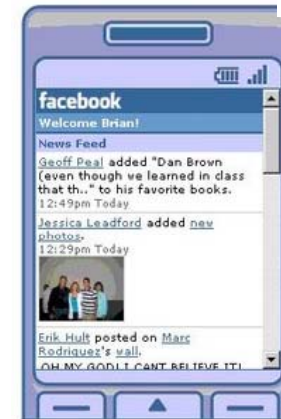 facebook
Welcome Brian!
News Feed
Geoff Peal added "Dan Brown
(even though we learned in class
that th.." to his favorite books.
12:49pm Today
Jessica Leadford added new
photos.
12:29pm Today
Erik Hult posted on Marc
Rodriguez's wall.
OH MY GOD! I CANT BELIEVE IT!